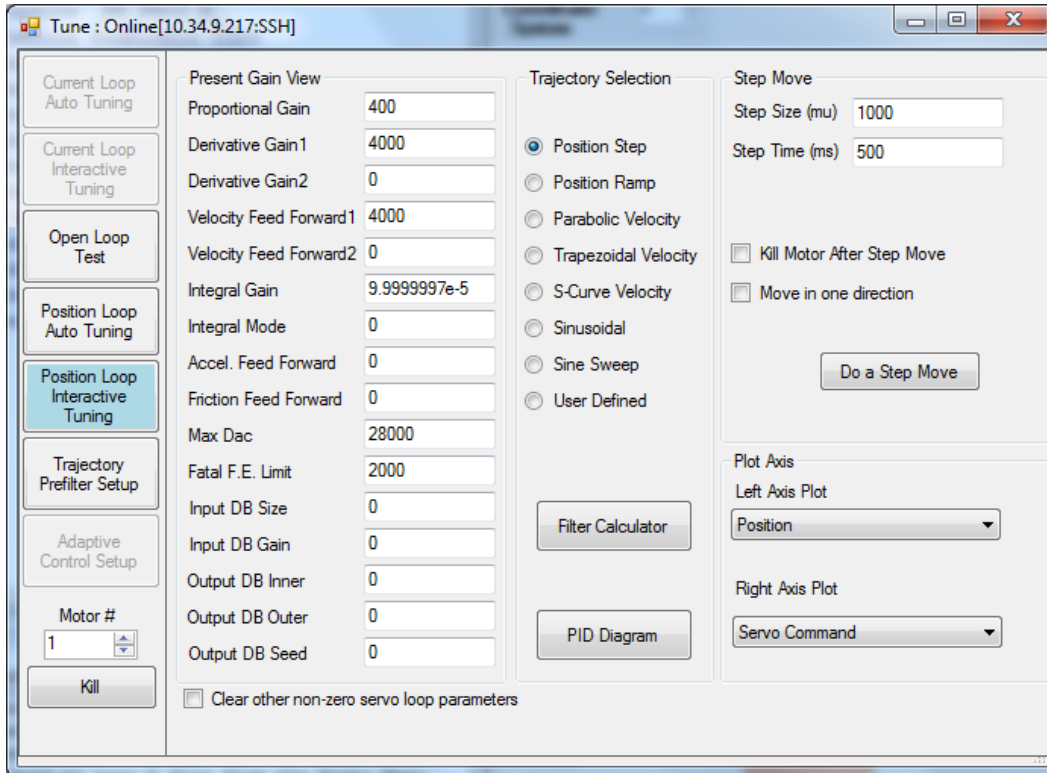 Tune : Online[10.34.9.217:SSH]
Current Loop
Auto Tuning
Current Loop
Interactive
Tuning
Open Loop
Test
Position Loop
Auto Tuning
Position Loop
Interactive
Tuning
Trajectory
Prefilter Setup
Adaptive
Control Setup
Motor #
1
Kill
Present Gain View
Proportional Gain 400
Derivative Gain1 4000
Derivative Gain2 0
Velocity Feed Forward1 4000
Velocity Feed Forward2 0
Integral Gain 9.9999997e-5
Integral Mode 0
Accel. Feed Forward 0
Friction Feed Forward 0
Max Dac 28000
Fatal F.E. Limit 2000
Input DB Size 0
Input DB Gain 0
Output DB Inner 0
Output DB Outer 0
Output DB Seed 0
Clear other non-zero servo loop parameters
Trajectory Selection
Position Step
Position Ramp
Parabolic Velocity
Trapezoidal Velocity
S-Curve Velocity
Sinusoidal
Sine Sweep
User Defined
Filter Calculator
PID Diagram
Step Move
Step Size (mu) 1000
Step Time (ms) 500
Kill Motor After Step Move
Move in one direction
Do a Step Move
Plot Axis
Left Axis Plot
Position
Right Axis Plot
Servo Command